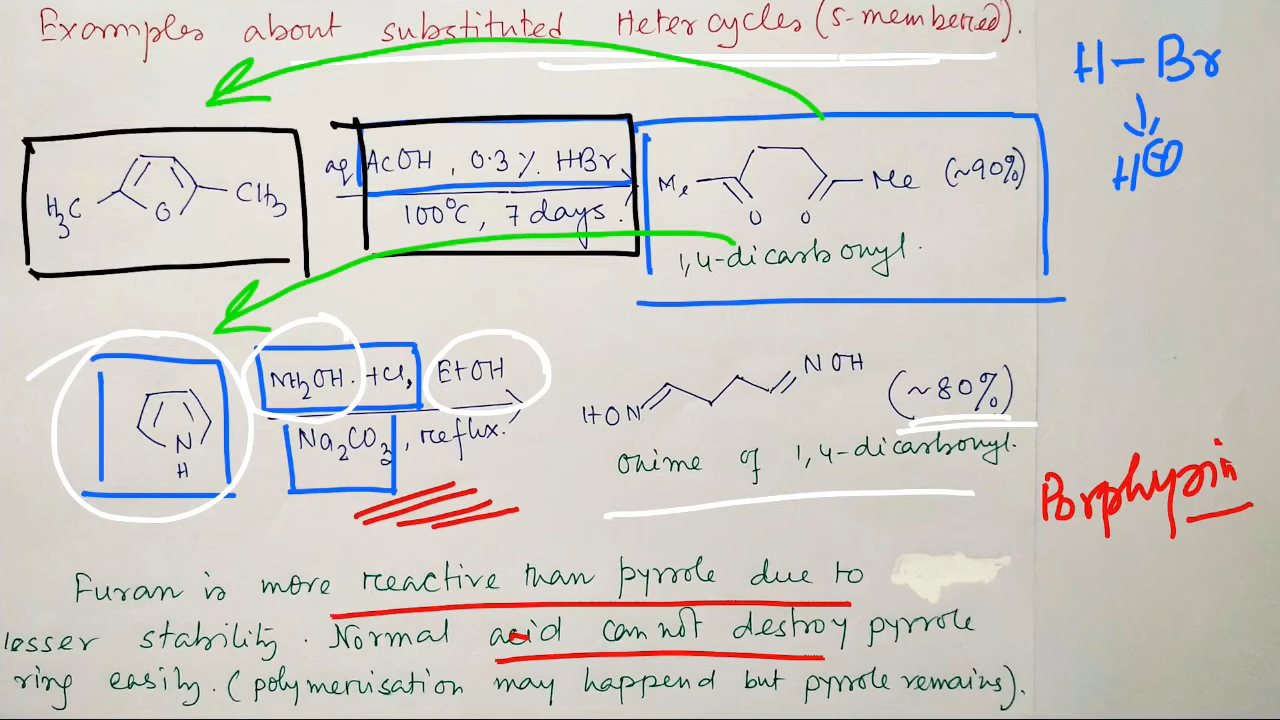 Examples about substituted Hetercycles (5-membered).
H-Br
H⊕
H₃C O CH₃
aq AcOH, 0.3% HBr
100°C, 7 days.
Me O O Me (~90%)
1,4-dicarbonyl.
N H
NH₂OH·HCl, EtOH
Na₂CO₃, reflux.
HON NOH (~80%)
oxime of 1,4-dicarbonyl.
Porphyrin
Furan is more reactive than pyrrole due to
lesser stability. Normal acid can not destroy pyrrole
ring easily. (polymerisation may happend but pyrrole remains).